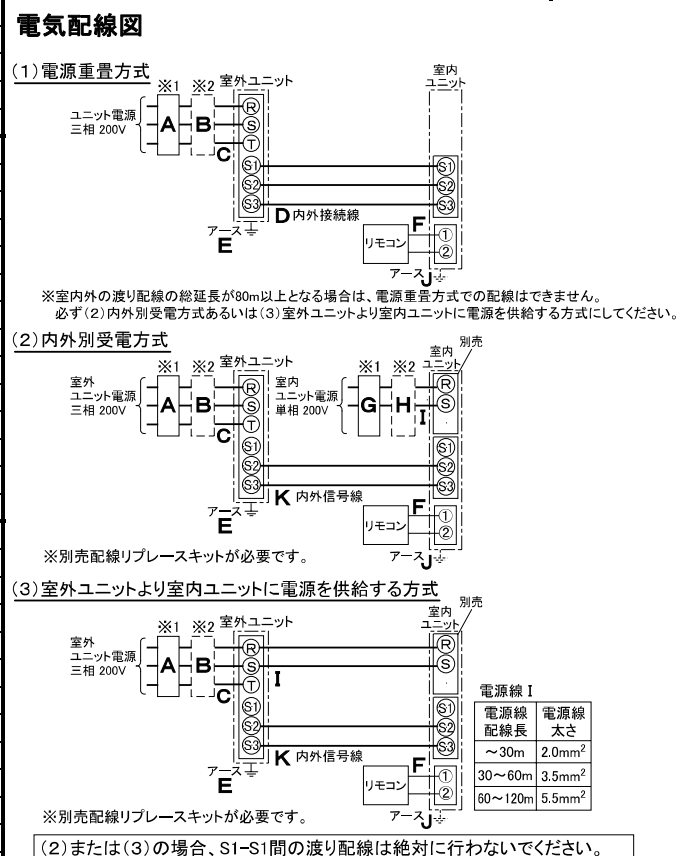 電気配線図
(1)電源重畳方式
※1 ※2 室外ユニット
室内
ユニット
ユニット電源
三相 200V
A B C
R
S
T
S1 S1
S2 S2
S3 S3
D 内外接続線
アース
E
リモコン
F
①
②
アース J
※室内外の渡り配線の総延長が80m以上となる場合は、電源重畳方式での配線はできません。
必ず(2)内外別受電方式あるいは(3)室外ユニットより室内ユニットに電源を供給する方式にしてください。
(2)内外別受電方式
※1 ※2 室外ユニット
※1 ※2
室内
ユニット
別売
室外
ユニット電源
三相 200V
A B C
R
S
T
室内
ユニット電源
単相 200V
G H I
R
S
S1 S1
S2 S2
S3 S3
K 内外信号線
アース
E
リモコン
F
①
②
アース J
※別売配線リプレースキットが必要です。
(3)室外ユニットより室内ユニットに電源を供給する方式
※1 ※2 室外ユニット
室内
ユニット
別売
室外
ユニット電源
三相 200V
A B C
R R
S S
T
I
S1 S1
S2 S2
S3 S3
K 内外信号線
アース
E
リモコン
F
①
②
アース J
電源線 I
電源線配線長 電源線太さ
～30m 2.0mm²
30～60m 3.5mm²
60～120m 5.5mm²
※別売配線リプレースキットが必要です。
(2)または(3)の場合、S1-S1間の渡り配線は絶対に行わないでください。